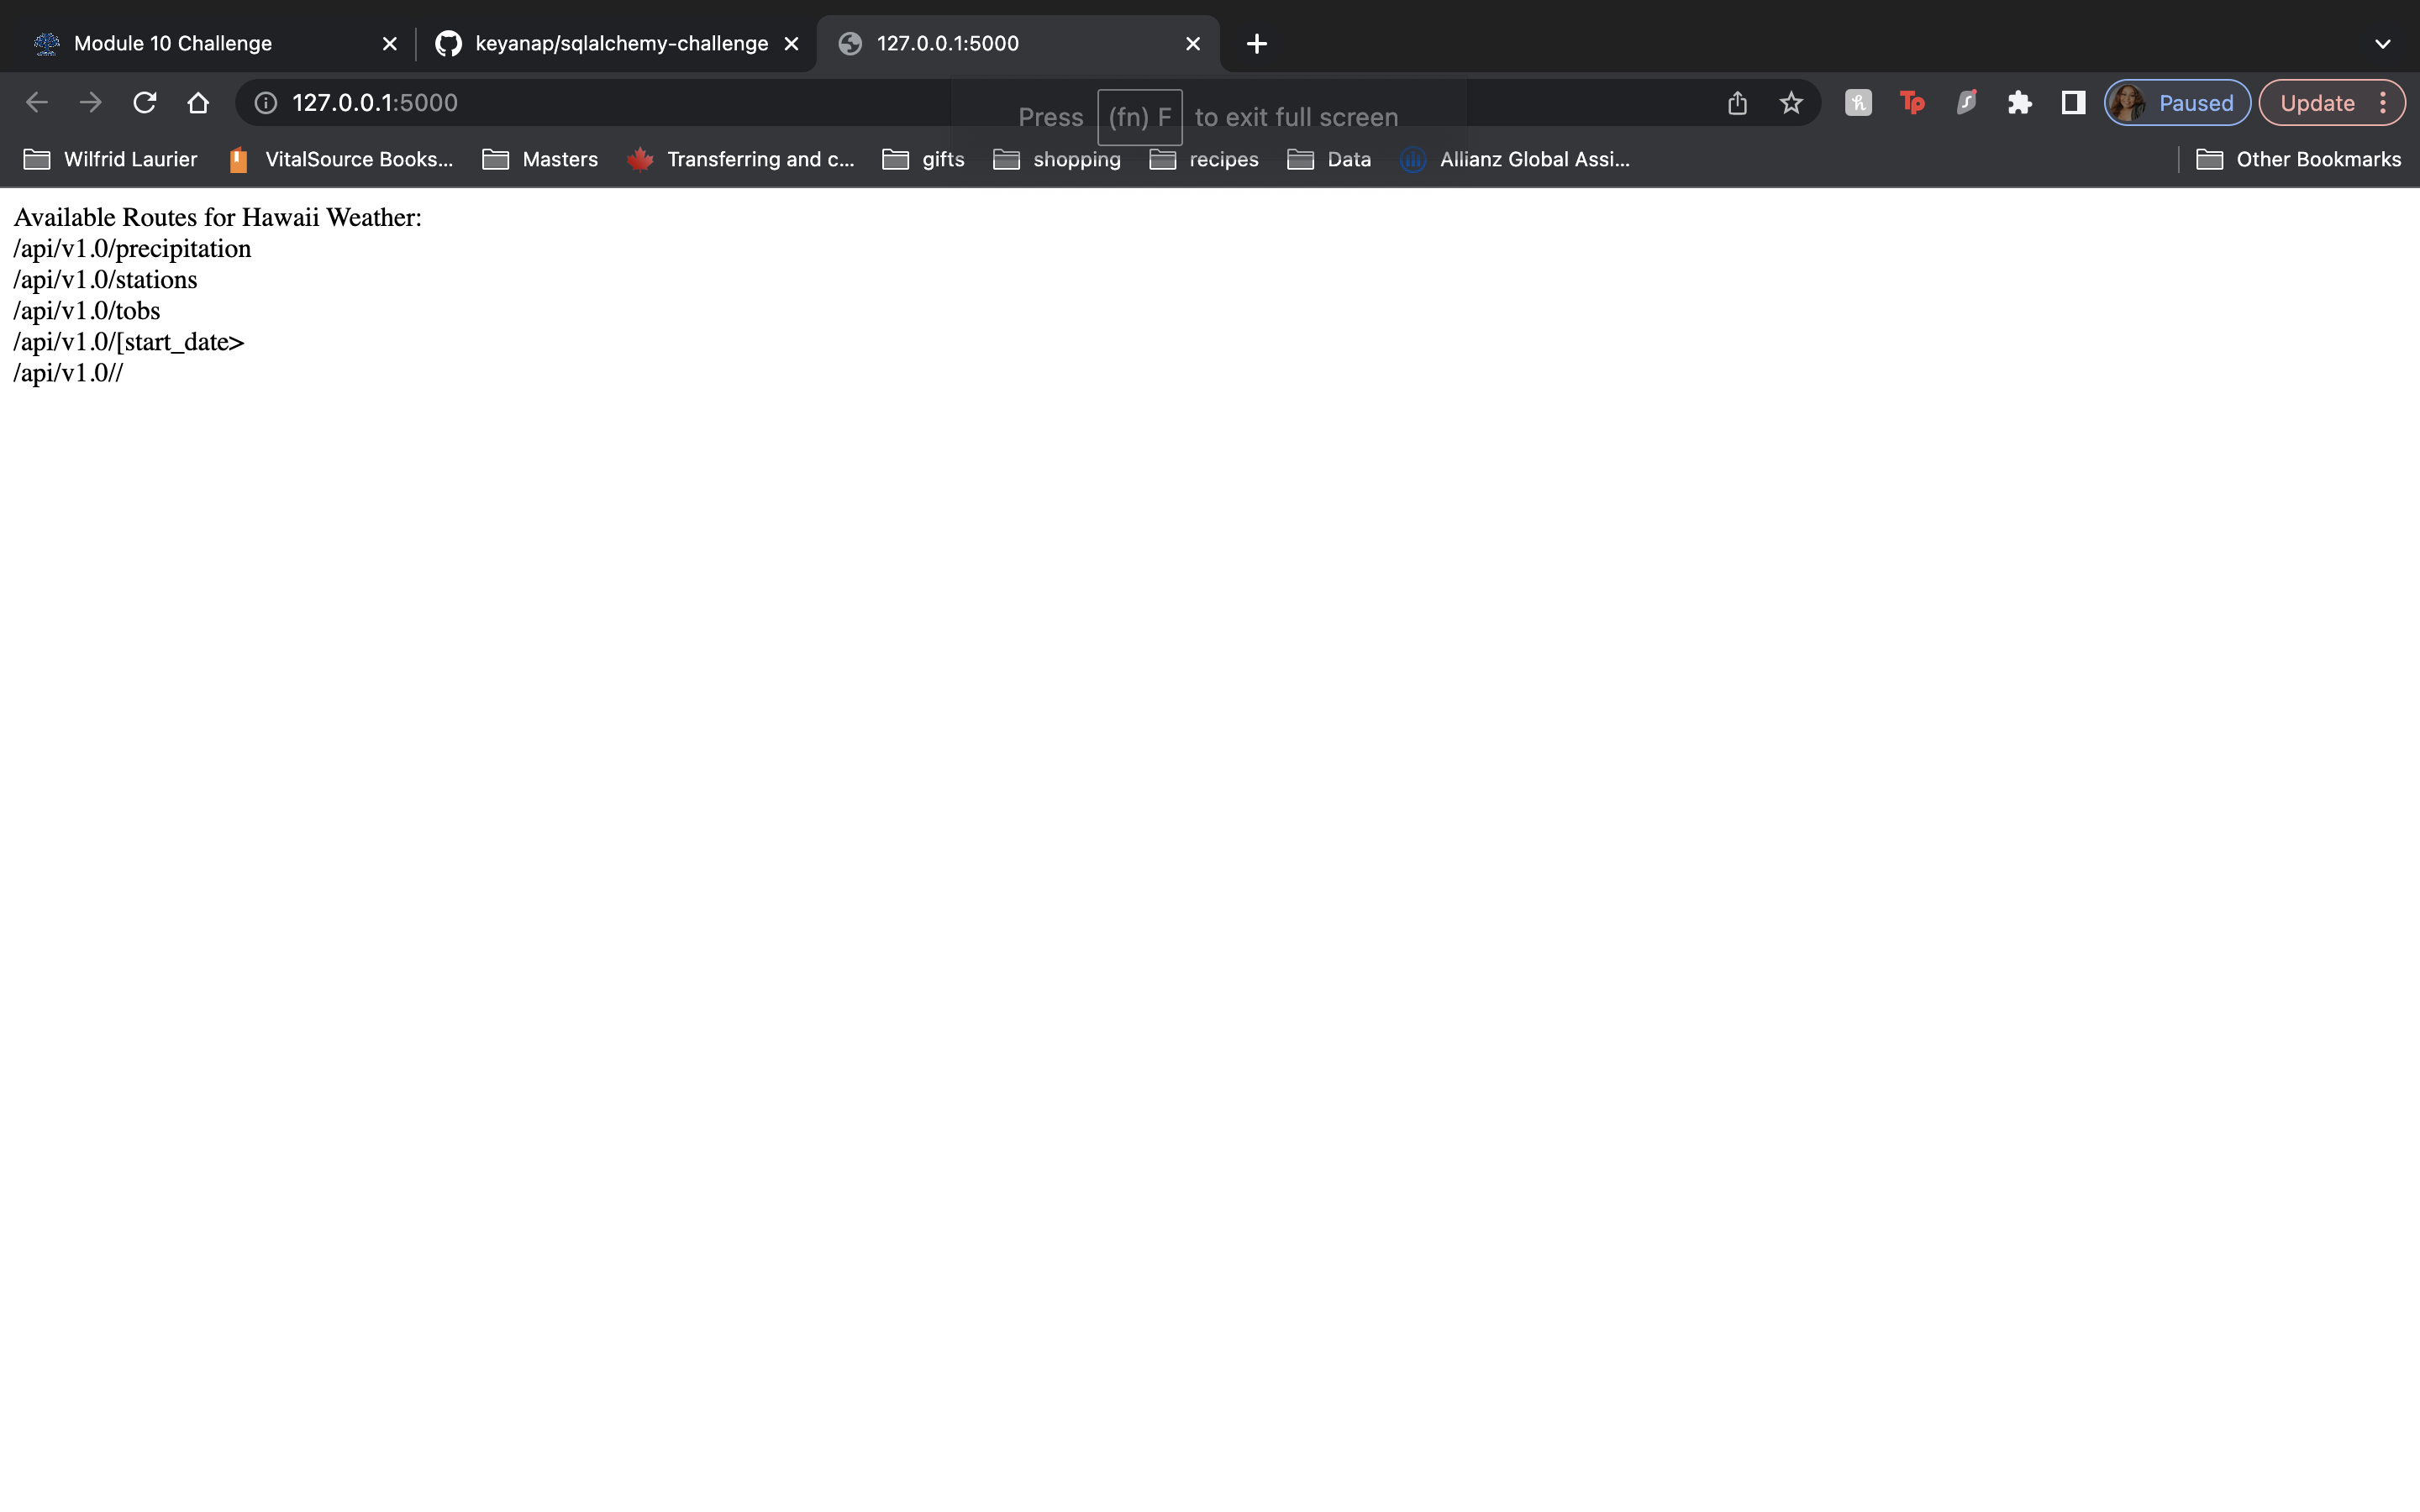 Module 10 Challenge
keyanap/sqlalchemy-challenge
127.0.0.1:5000
127.0.0.1:5000
Press (fn) F to exit full screen
Tp
Paused
Update
Wilfrid Laurier
VitalSource Books...
Masters
Transferring and c...
gifts
shopping
recipes
Data
Allianz Global Assi...
Other Bookmarks
Available Routes for Hawaii Weather:
/api/v1.0/precipitation
/api/v1.0/stations
/api/v1.0/tobs
/api/v1.0/[start_date>
/api/v1.0//